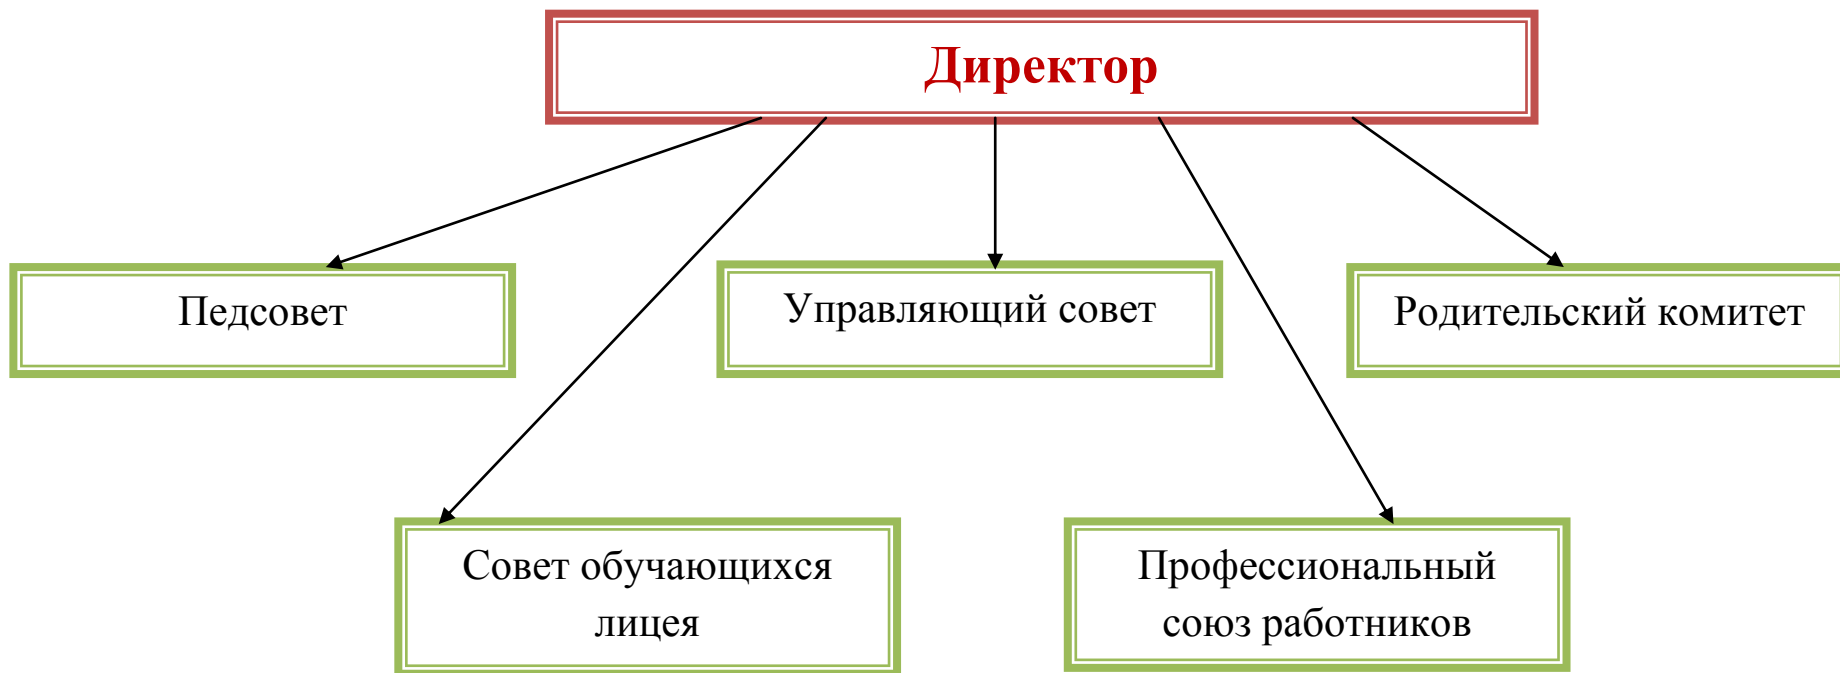 Директор
Педсовет
Управляющий совет
Родительский комитет
Совет обучающихся
лицея
Профессиональный
союз работников